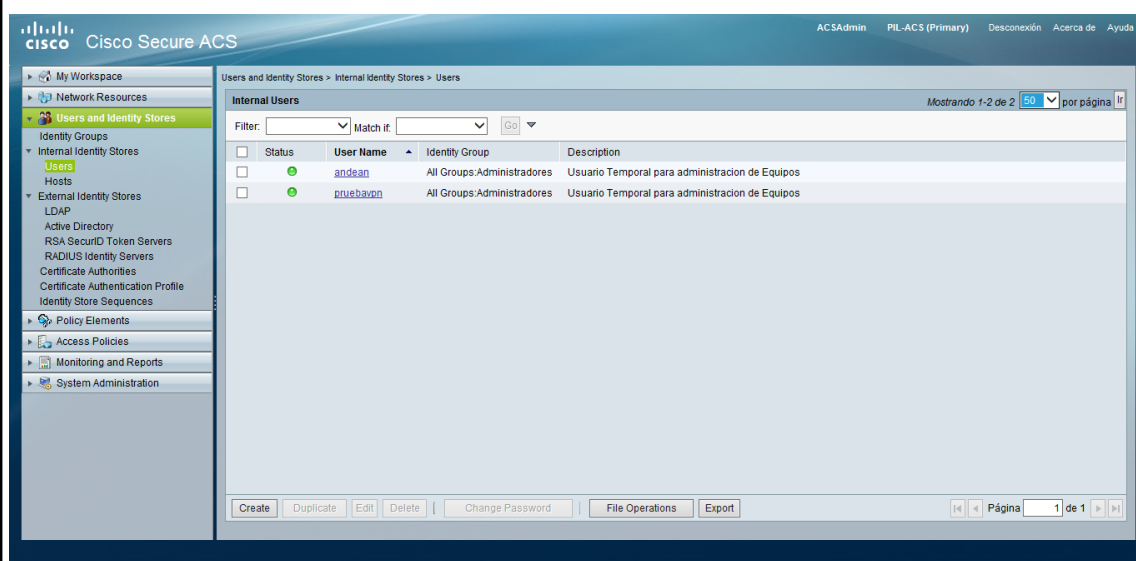 cisco Cisco Secure ACS
ACSAdmin PIL-ACS (Primary) Desconexión Acerca de Ayuda
My Workspace
Network Resources
Users and Identity Stores
Identity Groups
Internal Identity Stores
Users
Hosts
External Identity Stores
LDAP
Active Directory
RSA SecurID Token Servers
RADIUS Identity Servers
Certificate Authorities
Certificate Authentication Profile
Identity Store Sequences
Policy Elements
Access Policies
Monitoring and Reports
System Administration
Users and Identity Stores > Internal Identity Stores > Users
Internal Users Mostrando 1-2 de 2 50 por página Ir
Filter: Match if: Go
Status User Name Identity Group Description
andean All Groups:Administradores Usuario Temporal para administracion de Equipos
pruebavpn All Groups:Administradores Usuario Temporal para administracion de Equipos
Create Duplicate Edit Delete | Change Password | File Operations Export Página 1 de 1